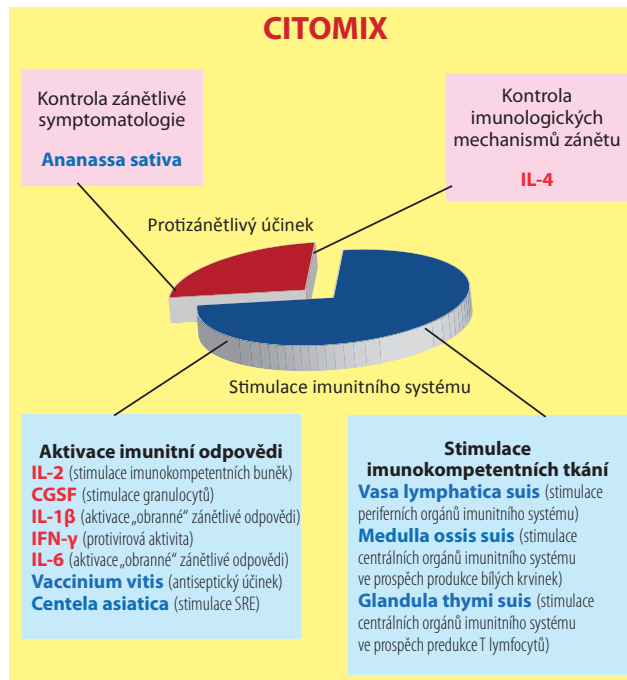 CITOMIX
Kontrola zánětlivé
symptomatologie
Ananassa sativa
Kontrola
imunologických
mechanismů zánětu
IL-4
Protizánětlivý účinek
Stimulace imunitního systému
Aktivace imunitní odpovědi
IL-2 (stimulace imunokompetentních buněk)
CGSF (stimulace granulocytů)
IL-1β (aktivace „obranné“ zánětlivé odpovědi)
IFN-γ (protivirová aktivita)
IL-6 (aktivace „obranné“ zánětlivé odpovědi)
Vaccinium vitis (antiseptický účinek)
Centela asiatica (stimulace SRE)
Stimulace
imunokompetentních tkání
Vasa lymphatica suis (stimulace
periferních orgánů imunitního systému)
Medulla ossis suis (stimulace
centrálních orgánů imunitního systému
ve prospěch produkce bílých krvinek)
Glandula thymi suis (stimulace
centrálních orgánů imunitního systému
ve prospěch predukce T lymfocytů)